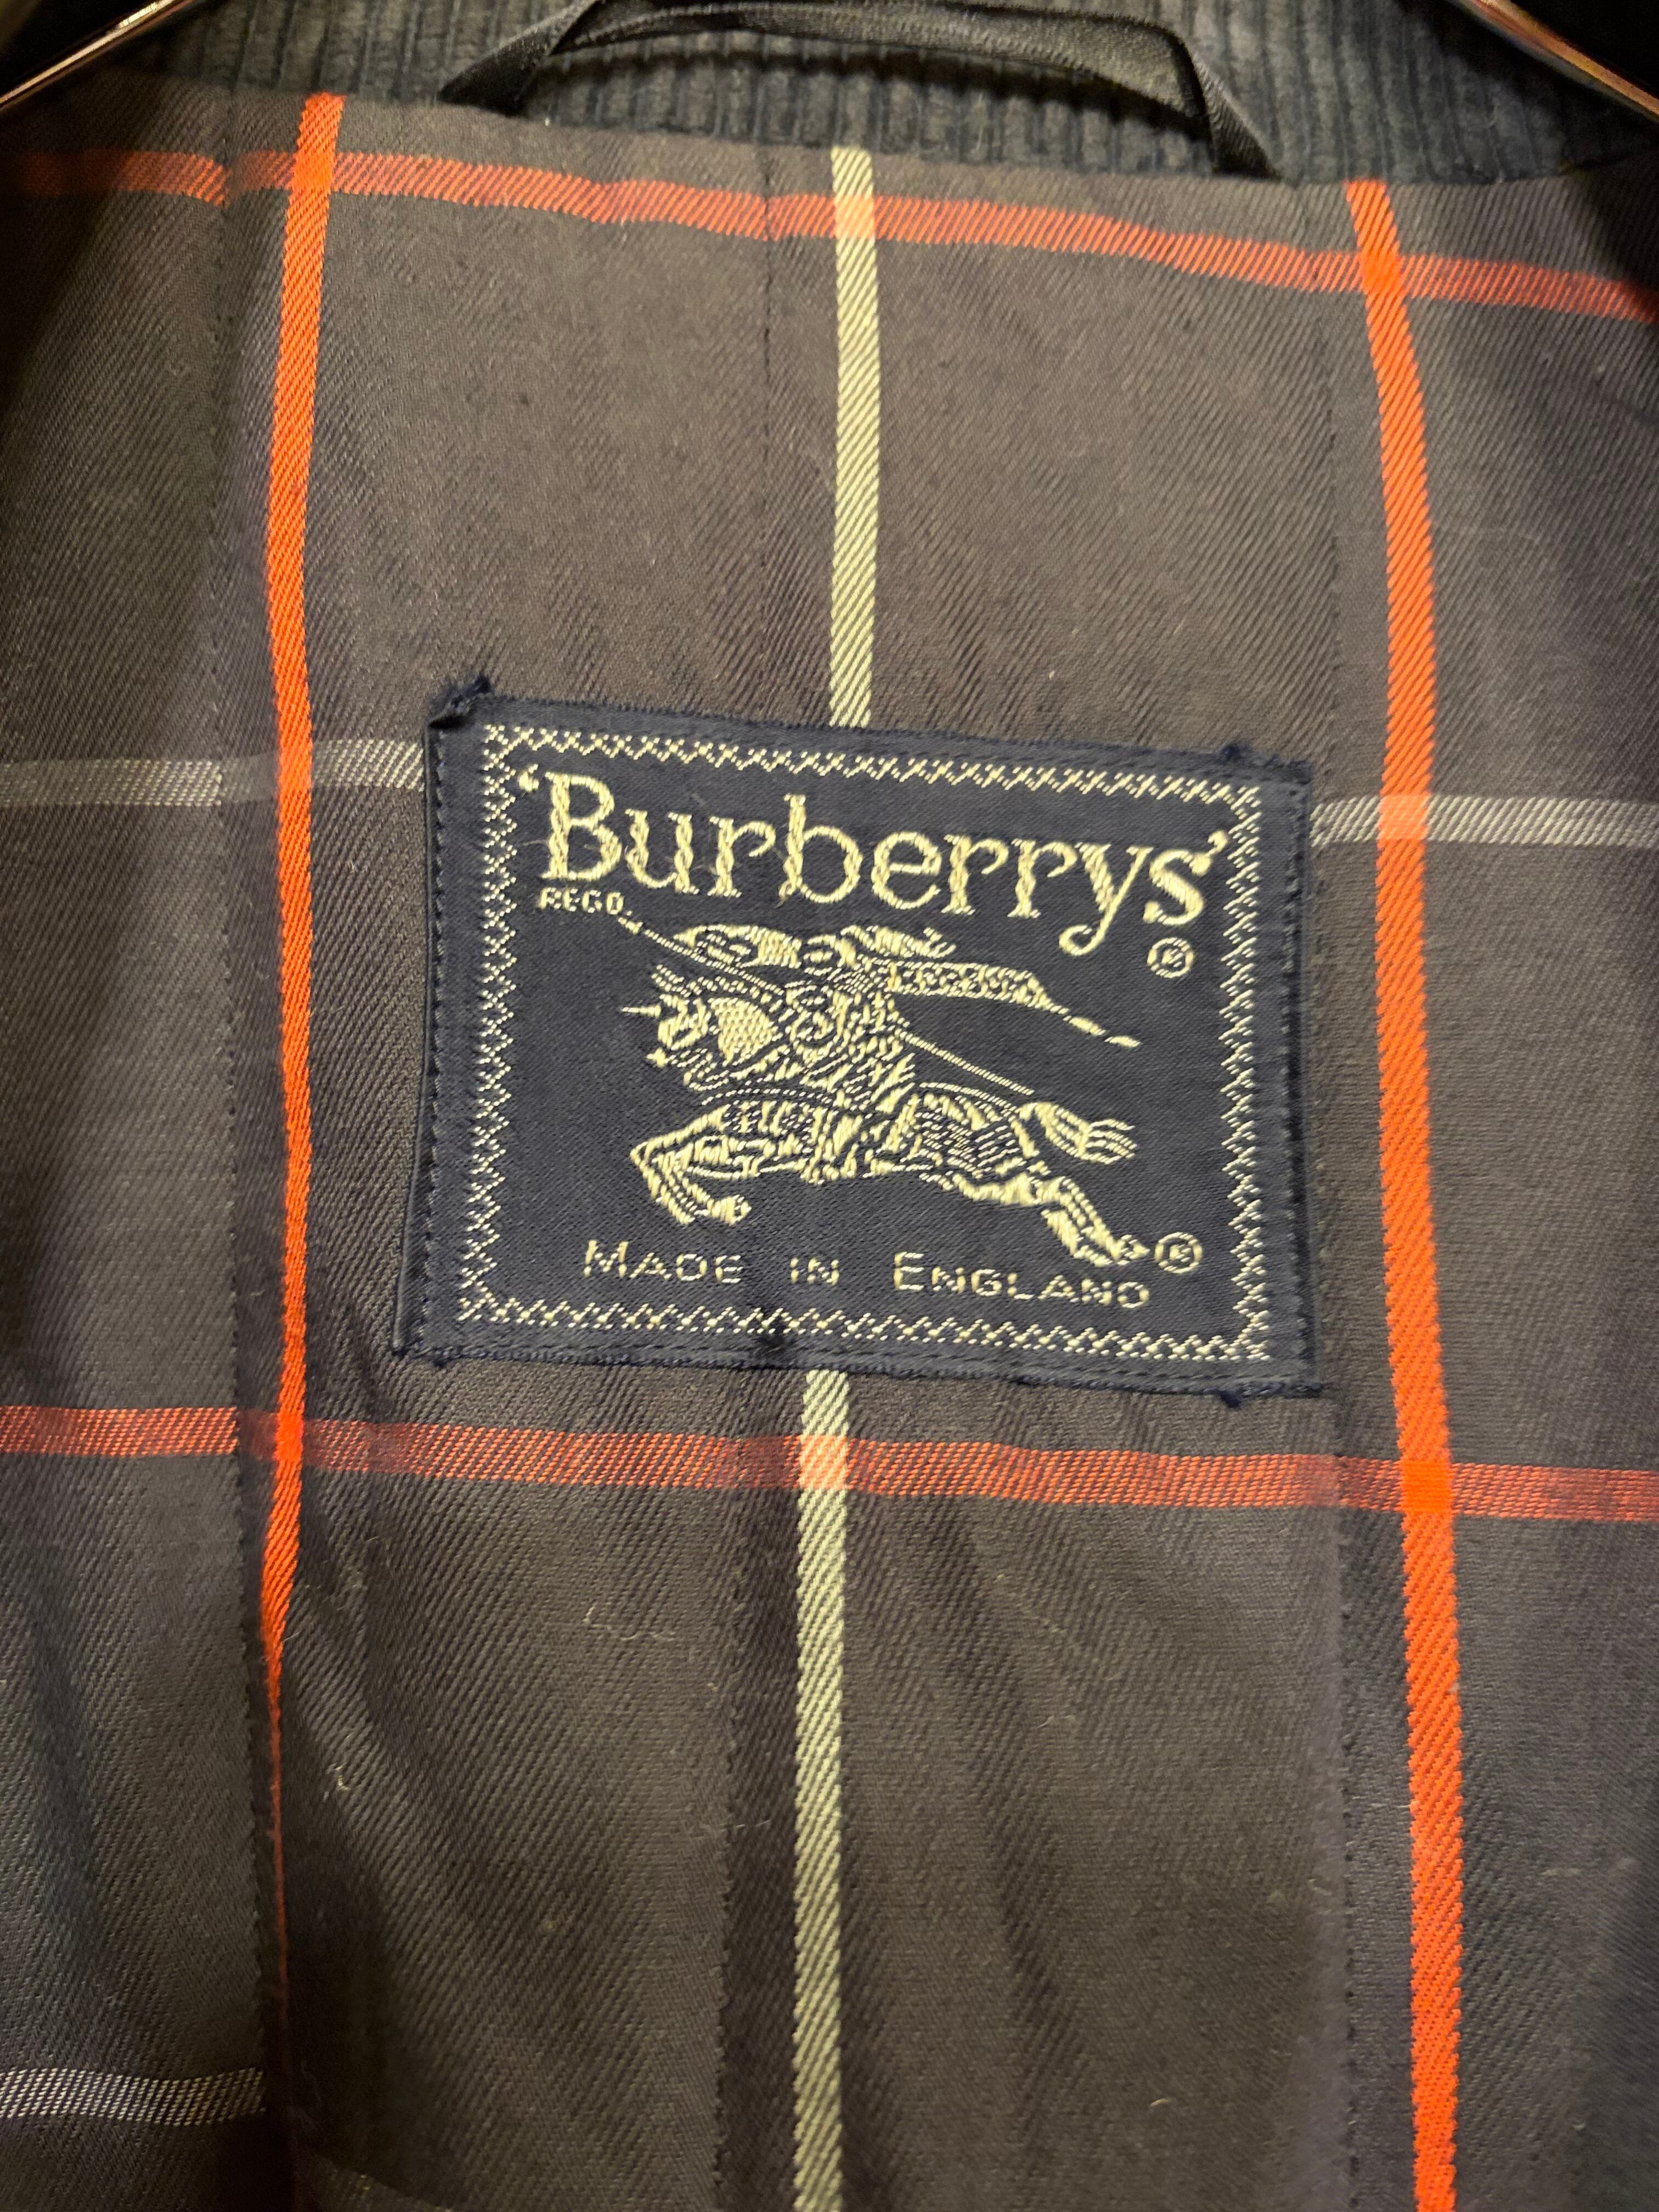 'Burberrys'
REGD.
®
®
MADE IN ENGLAND